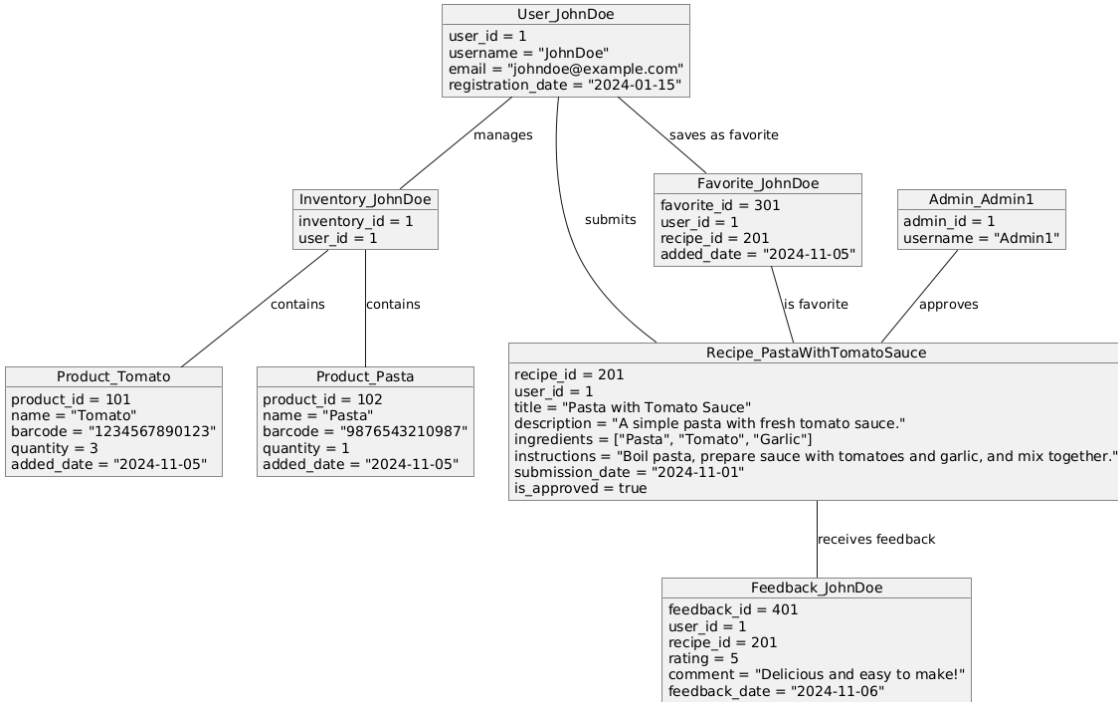 User_JohnDoe
user_id = 1
username = "JohnDoe"
email = "johndoe@example.com"
registration_date = "2024-01-15"
manages
saves as favorite
submits
Inventory_JohnDoe
inventory_id = 1
user_id = 1
Favorite_JohnDoe
favorite_id = 301
user_id = 1
recipe_id = 201
added_date = "2024-11-05"
Admin_Admin1
admin_id = 1
username = "Admin1"
contains
contains
is favorite
approves
Product_Tomato
product_id = 101
name = "Tomato"
barcode = "1234567890123"
quantity = 3
added_date = "2024-11-05"
Product_Pasta
product_id = 102
name = "Pasta"
barcode = "9876543210987"
quantity = 1
added_date = "2024-11-05"
Recipe_PastaWithTomatoSauce
recipe_id = 201
user_id = 1
title = "Pasta with Tomato Sauce"
description = "A simple pasta with fresh tomato sauce."
ingredients = ["Pasta", "Tomato", "Garlic"]
instructions = "Boil pasta, prepare sauce with tomatoes and garlic, and mix together."
submission_date = "2024-11-01"
is_approved = true
receives feedback
Feedback_JohnDoe
feedback_id = 401
user_id = 1
recipe_id = 201
rating = 5
comment = "Delicious and easy to make!"
feedback_date = "2024-11-06"